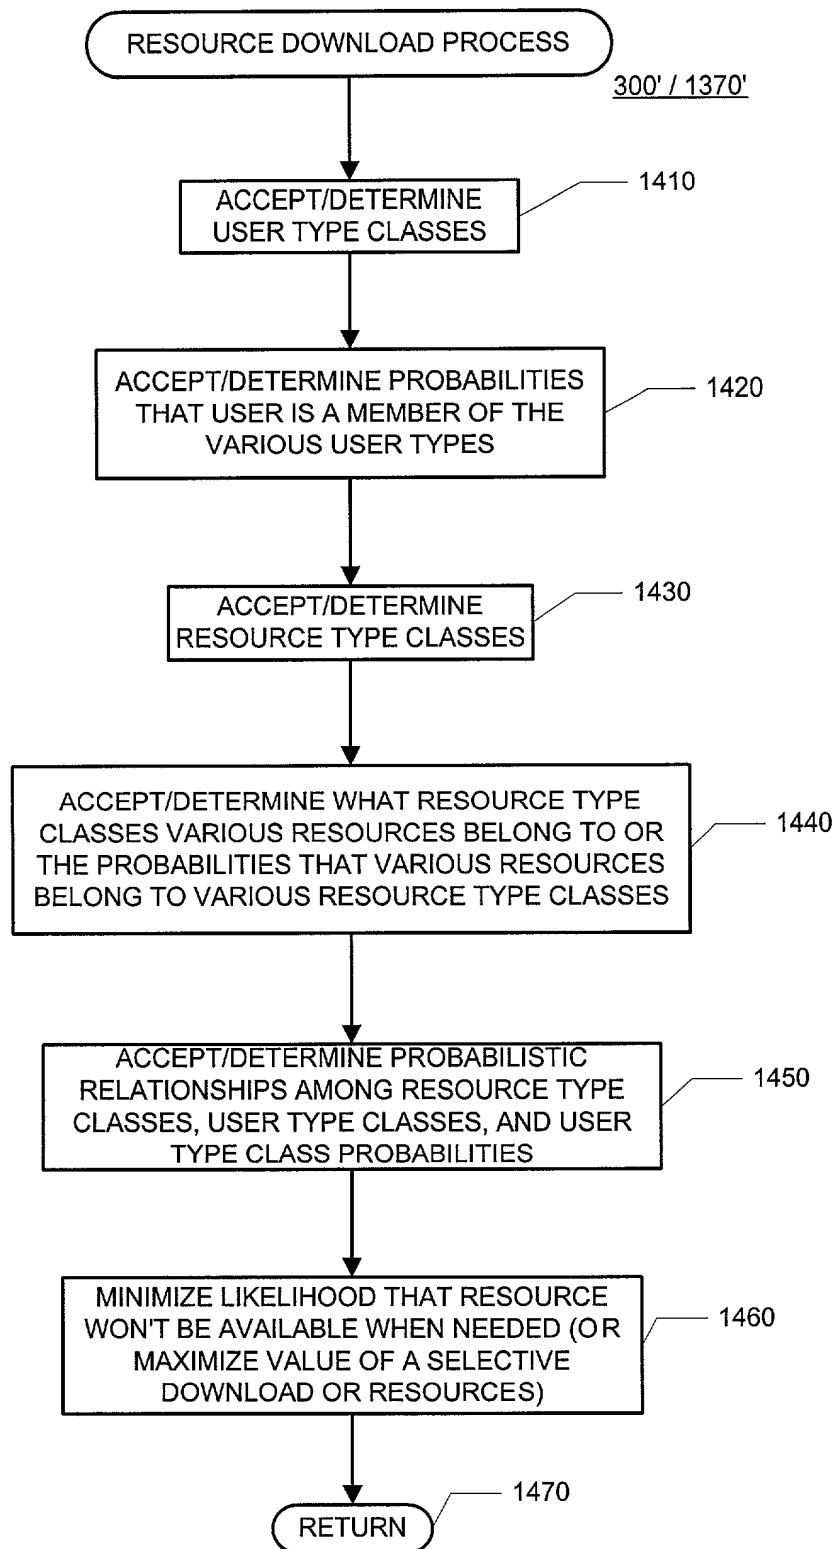 RESOURCE DOWNLOAD PROCESS
300' / 1370'
ACCEPT/DETERMINE
USER TYPE CLASSES
1410
ACCEPT/DETERMINE PROBABILITIES
THAT USER IS A MEMBER OF THE
VARIOUS USER TYPES
1420
ACCEPT/DETERMINE
RESOURCE TYPE CLASSES
1430
ACCEPT/DETERMINE WHAT RESOURCE TYPE
CLASSES VARIOUS RESOURCES BELONG TO OR
THE PROBABILITIES THAT VARIOUS RESOURCES
BELONG TO VARIOUS RESOURCE TYPE CLASSES
1440
ACCEPT/DETERMINE PROBABILISTIC
RELATIONSHIPS AMONG RESOURCE TYPE
CLASSES, USER TYPE CLASSES, AND USER
TYPE CLASS PROBABILITIES
1450
MINIMIZE LIKELIHOOD THAT RESOURCE
WON'T BE AVAILABLE WHEN NEEDED (OR
MAXIMIZE VALUE OF A SELECTIVE
DOWNLOAD OR RESOURCES)
1460
RETURN
1470